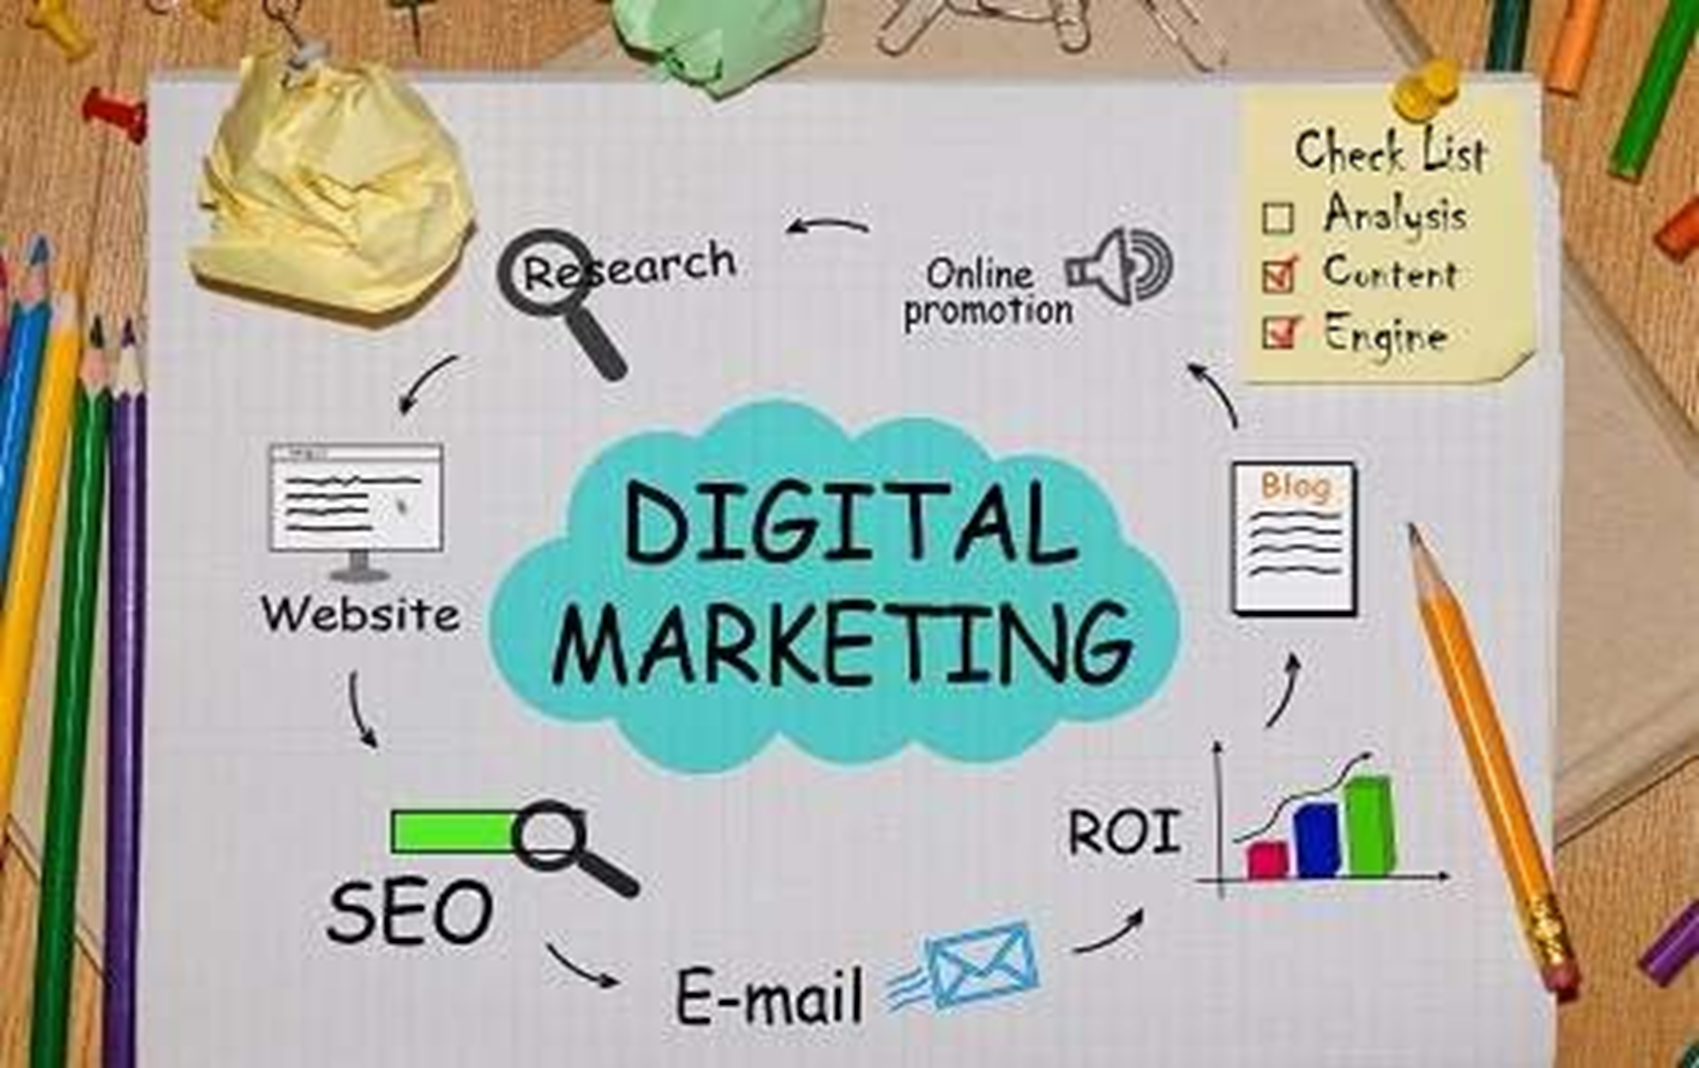 Check List
Analysis
Content
Engine
Research
Online
promotion
DIGITAL
MARKETING
Website
Blog
SEO
ROI
E-mail